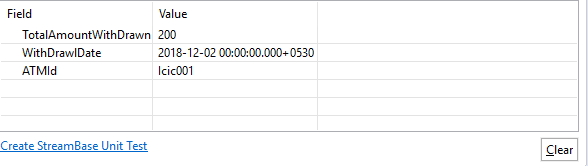 Field Value
TotalAmountWithDrawn 200
WithDrawlDate 2018-12-02 00:00:00.000+0530
ATMId Icic001
Create StreamBase Unit Test Clear